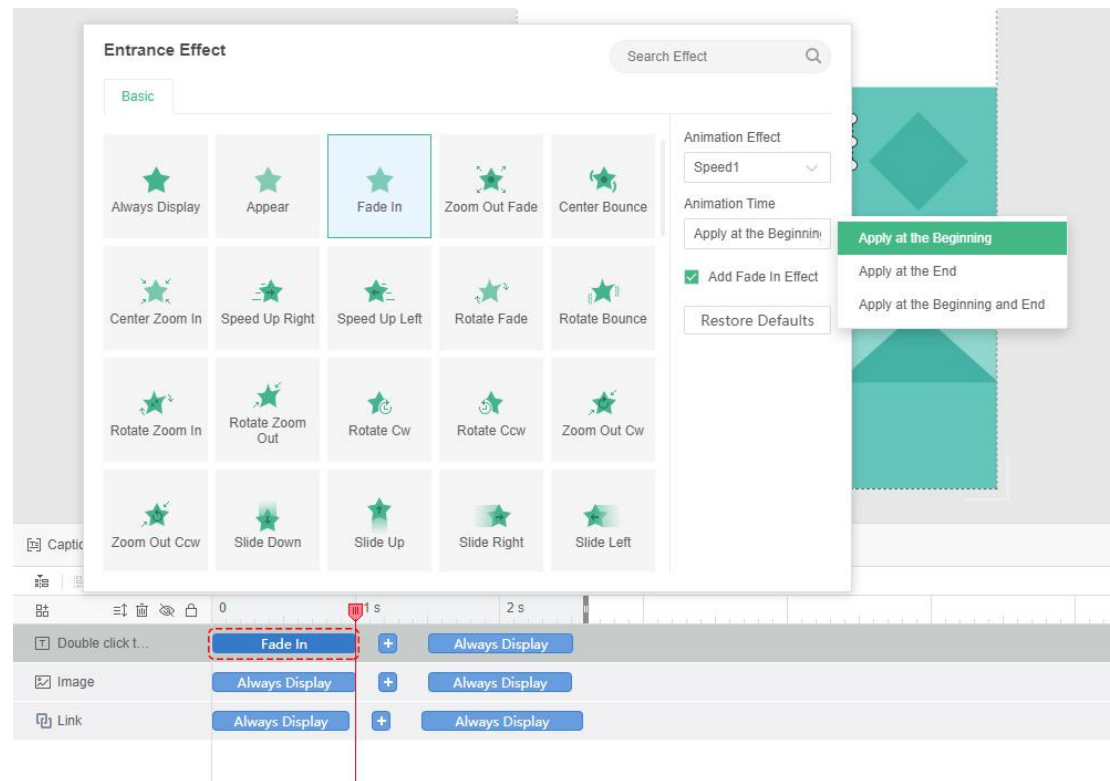 Entrance Effect
Search Effect
Basic
Always Display
Appear
Fade In
Zoom Out Fade
Center Bounce
Center Zoom In
Speed Up Right
Speed Up Left
Rotate Fade
Rotate Bounce
Rotate Zoom In
Rotate Zoom
Out
Rotate Cw
Rotate Ccw
Zoom Out Cw
Zoom Out Ccw
Slide Down
Slide Up
Slide Right
Slide Left
Animation Effect
Speed1
Animation Time
Apply at the Beginnin
Add Fade In Effect
Restore Defaults
Apply at the Beginning
Apply at the End
Apply at the Beginning and End
Captic
0 1 s 2 s
Double click t...
Fade In + Always Display
Image
Always Display + Always Display
Link
Always Display + Always Display